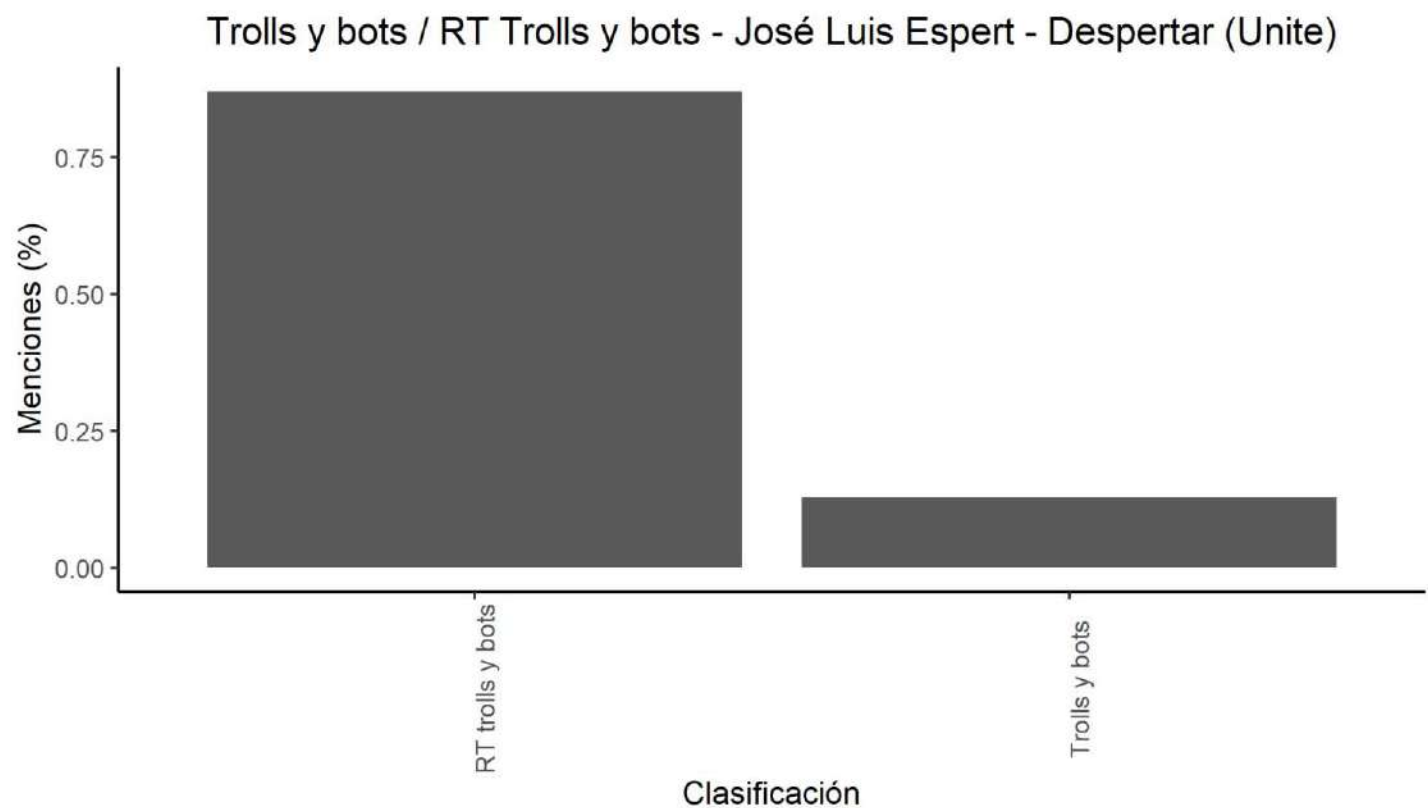 Trolls y bots / RT Trolls y bots - José Luis Espert - Despertar (Unite)
Menciones (%)
0.75
0.50
0.25
0.00
RT trolls y bots
Trolls y bots
Clasificación